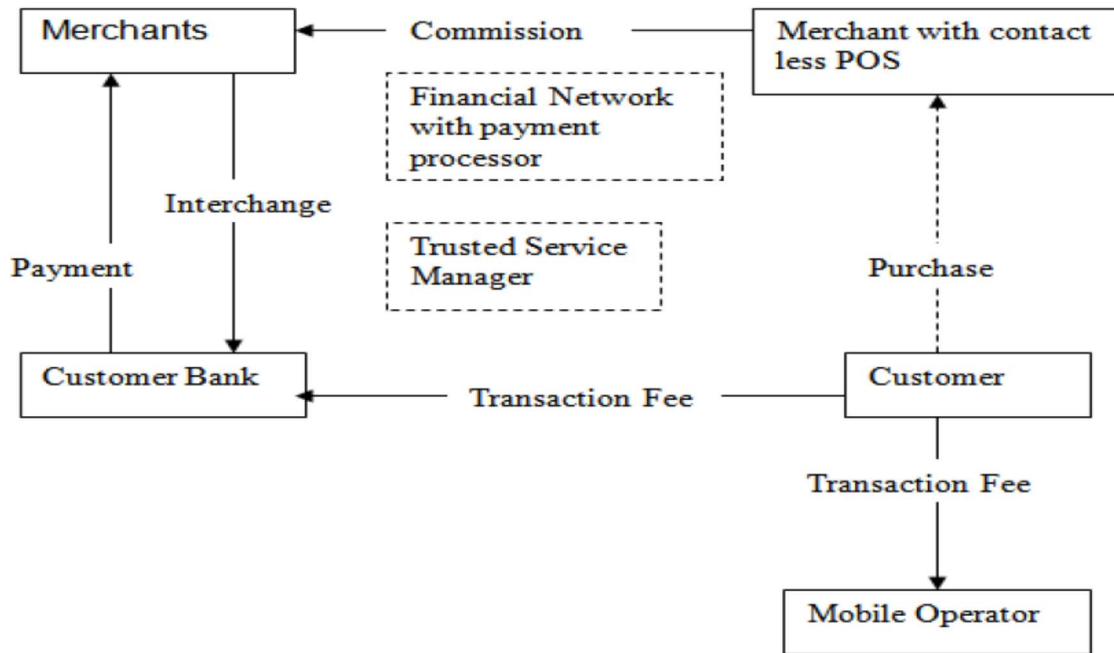 Merchants
Commission
Merchant with contact
less POS
Financial Network
with payment
processor
Interchange
Trusted Service
Manager
Payment
Purchase
Customer Bank
Transaction Fee
Customer
Transaction Fee
Mobile Operator